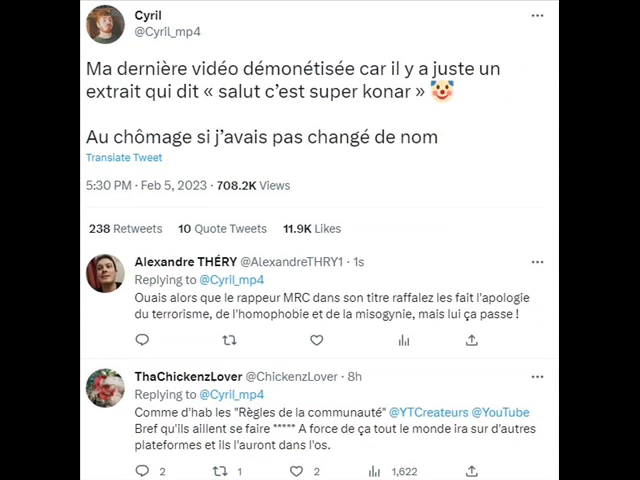 Cyril
@Cyril_mp4
Ma dernière vidéo démonétisée car il y a juste un
extrait qui dit « salut c’est super konar » 🤡
Au chômage si j’avais pas changé de nom
Translate Tweet
5:30 PM · Feb 5, 2023 · 708.2K Views
238 Retweets 10 Quote Tweets 11.9K Likes
Alexandre THÉRY @AlexandreTHRY1 · 1s
Replying to @Cyril_mp4
Ouais alors que le rappeur MRC dans son titre raffalez les fait l'apologie
du terrorisme, de l'homophobie et de la misogynie, mais lui ça passe !
ThaChickenzLover @ChickenzLover · 8h
Replying to @Cyril_mp4
Comme d'hab les "Règles de la communauté" @YTCreateurs @YouTube
Bref qu'ils aillent se faire ***** A force de ça tout le monde ira sur d'autres
plateformes et ils l'auront dans l'os.
2 1 2 1,622